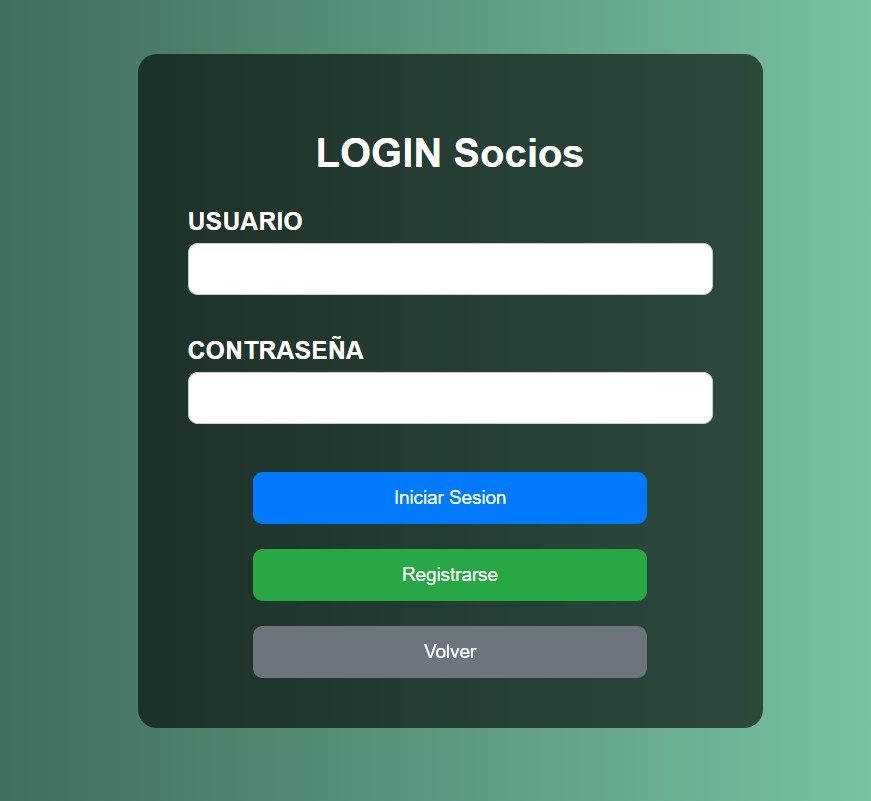 LOGIN Socios
USUARIO
CONTRASEÑA
Iniciar Sesion
Registrarse
Volver